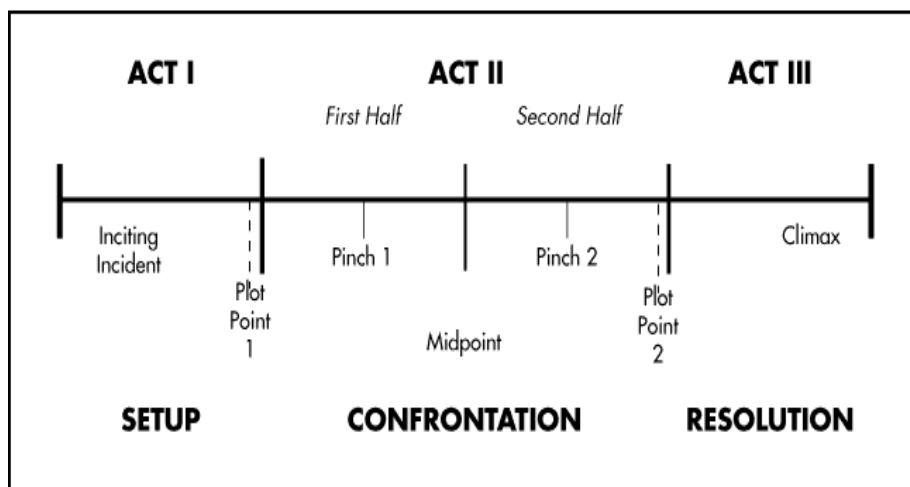 ACT I
ACT II
ACT III
First Half
Second Half
Inciting
Incident
Plot
Point
1
Pinch 1
Midpoint
Pinch 2
Plot
Point
2
Climax
SETUP
CONFRONTATION
RESOLUTION